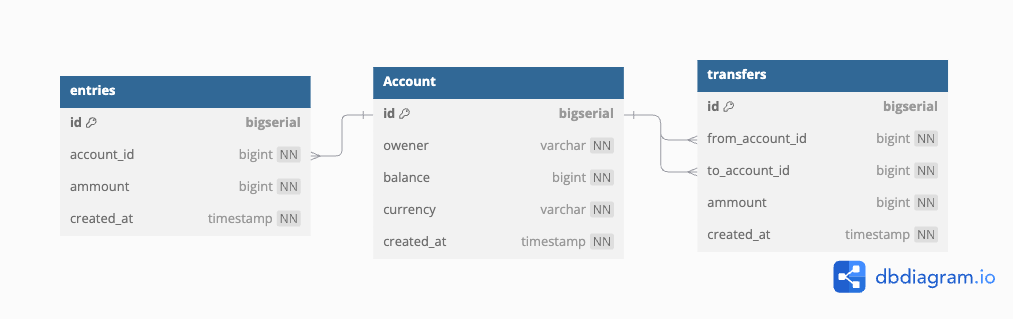 entries
id bigserial
account_id bigint NN
ammount bigint NN
created_at timestamp NN
Account
id bigserial
owener varchar NN
balance bigint NN
currency varchar NN
created_at timestamp NN
transfers
id bigserial
from_account_id bigint NN
to_account_id bigint NN
ammount bigint NN
created_at timestamp NN
dbdiagram.io